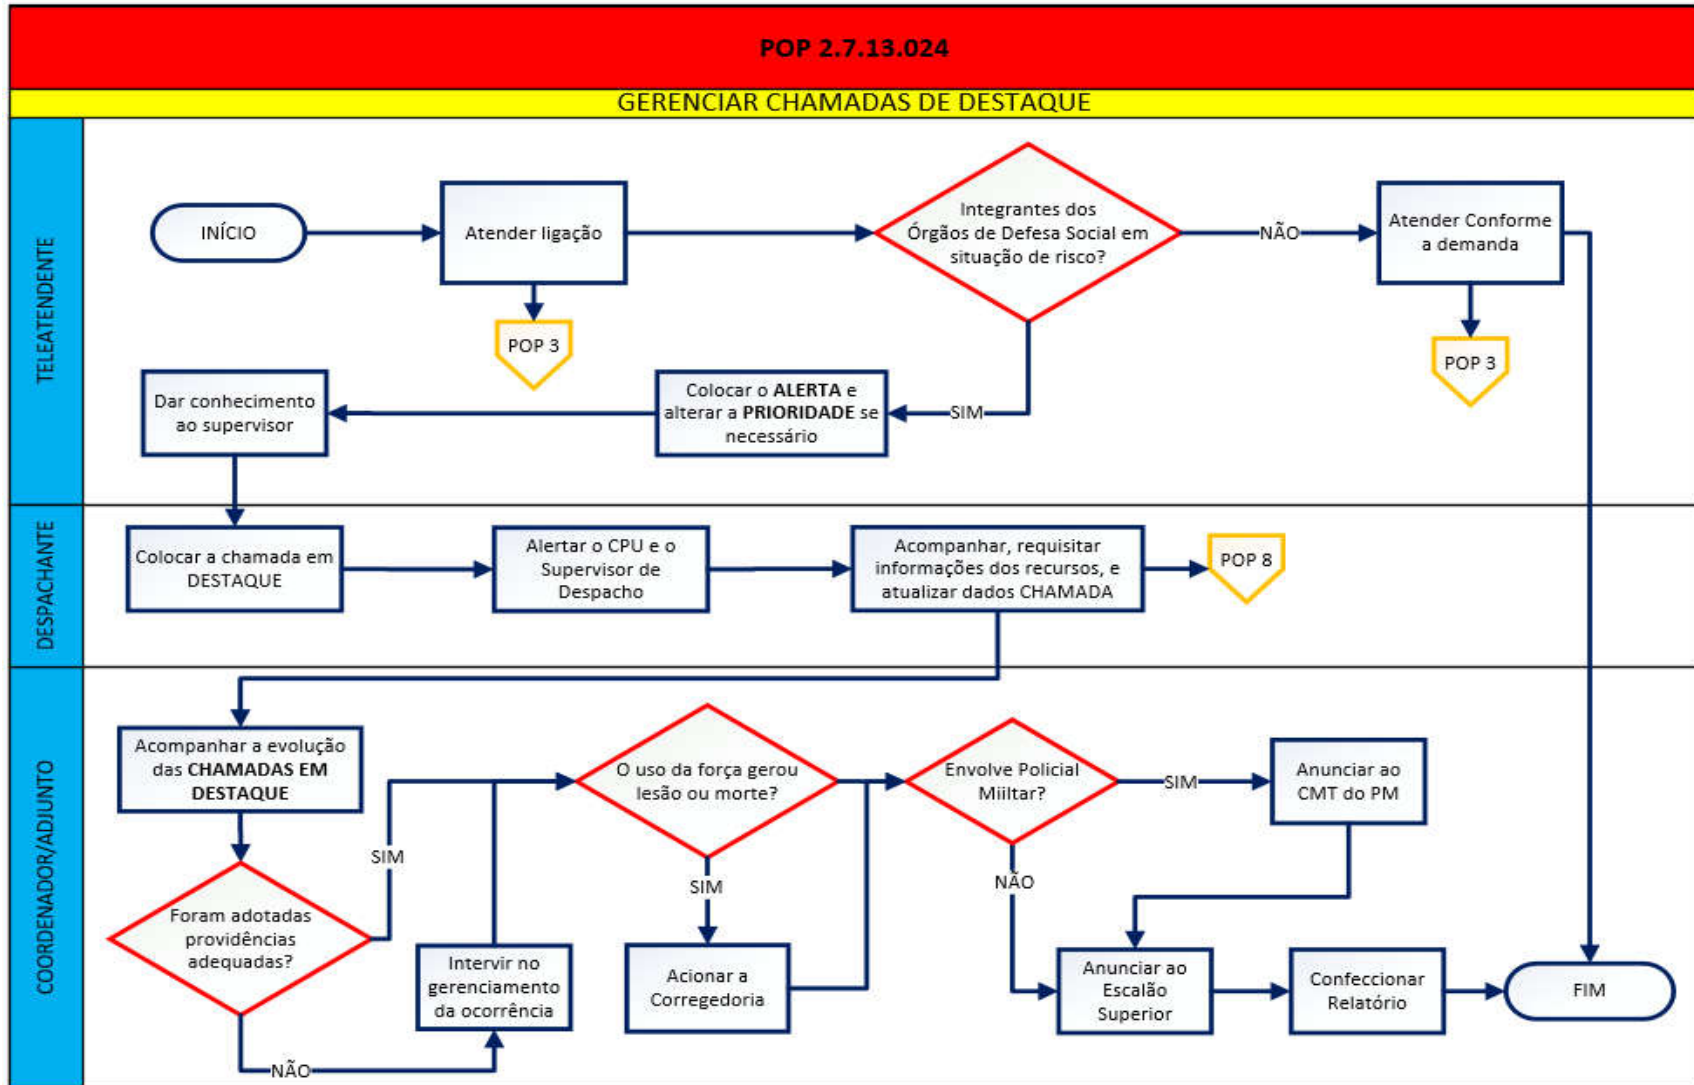 POP 2.7.13.024
GERENCIAR CHAMADAS DE DESTAQUE
TELEATENDENTE
INÍCIO
Atender ligação
POP 3
Integrantes dos
Órgãos de Defesa Social em
situação de risco?
NÃO
Atender Conforme
a demanda
POP 3
SIM
Colocar o ALERTA e
alterar a PRIORIDADE se
necessário
Dar conhecimento
ao supervisor
DESPACHANTE
Colocar a chamada em
DESTAQUE
Alertar o CPU e o
Supervisor de
Despacho
Acompanhar, requisitar
informações dos recursos, e
atualizar dados CHAMADA
POP 8
COORDENADOR/ADJUNTO
Acompanhar a evolução
das CHAMADAS EM
DESTAQUE
Foram adotadas
providências
adequadas?
SIM
NÃO
Intervir no
gerenciamento
da ocorrência
O uso da força gerou
lesão ou morte?
SIM
Acionar a
Corregedoria
Envolve Policial
Miiltar?
SIM
NÃO
Anunciar ao
CMT do PM
Anunciar ao
Escalão
Superior
Confeccionar
Relatório
FIM